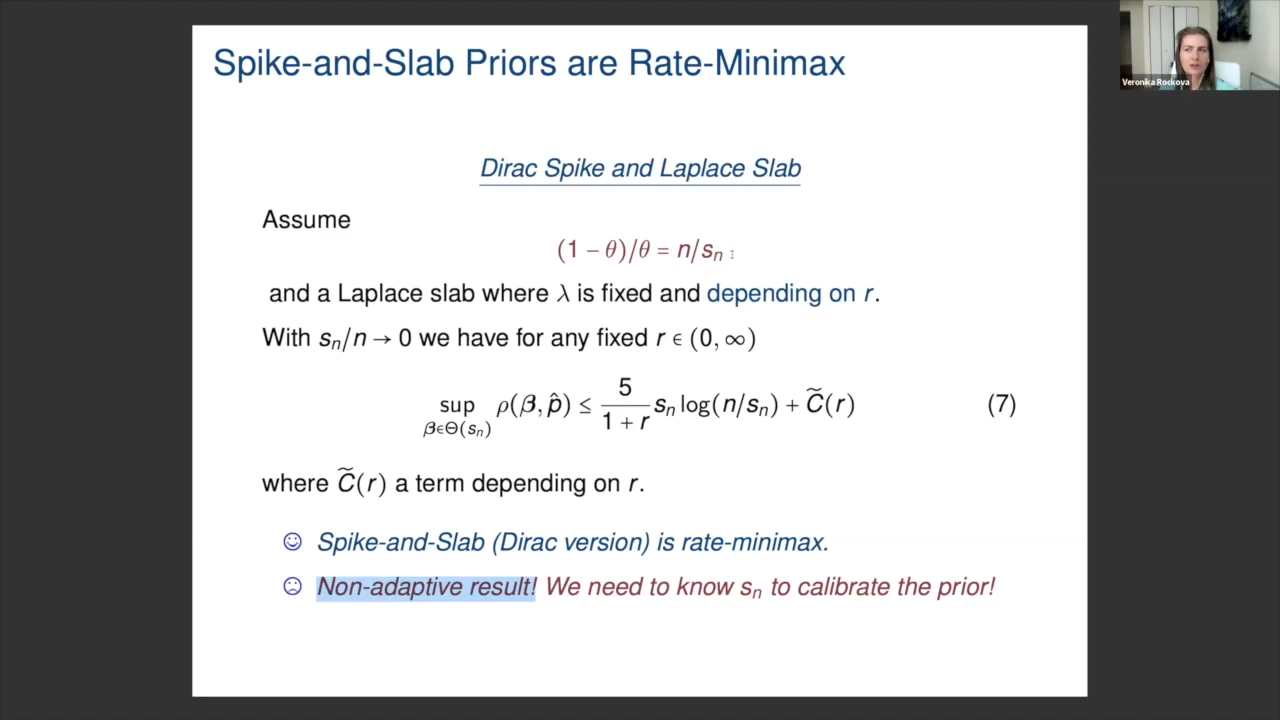 Spike-and-Slab Priors are Rate-Minimax
Veronika Rockova
Dirac Spike and Laplace Slab
Assume
(1 − θ)/θ = n/sₙ
and a Laplace slab where λ is fixed and depending on r.
With sₙ/n → 0 we have for any fixed r ∈ (0, ∞)
sup_{β∈Θ(sₙ)} ρ(β, p̂) ≤ 5/(1 + r) sₙ log(n/sₙ) + C̃(r) (7)
where C̃(r) a term depending on r.
☺ Spike-and-Slab (Dirac version) is rate-minimax.
☹ Non-adaptive result! We need to know sₙ to calibrate the prior!